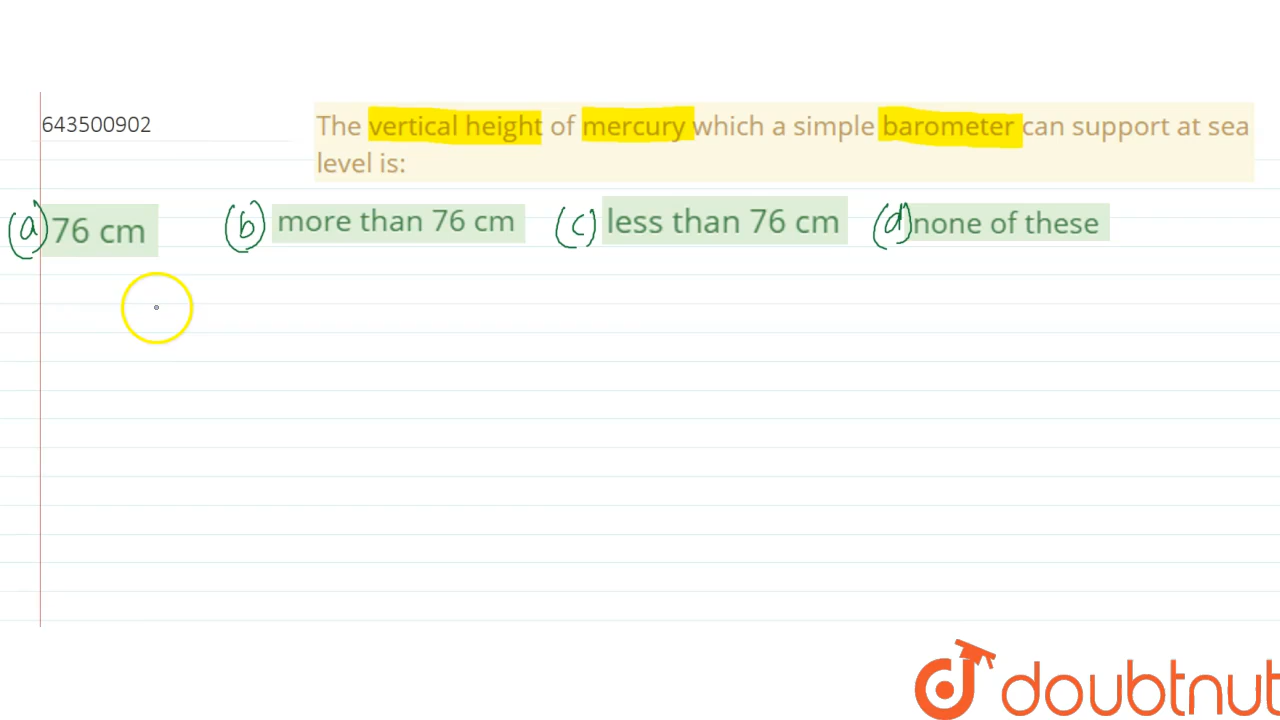 643500902
The vertical height of mercury which a simple barometer can support at sea
level is:
(a) 76 cm (b) more than 76 cm (c) less than 76 cm (d) none of these
doubtnut